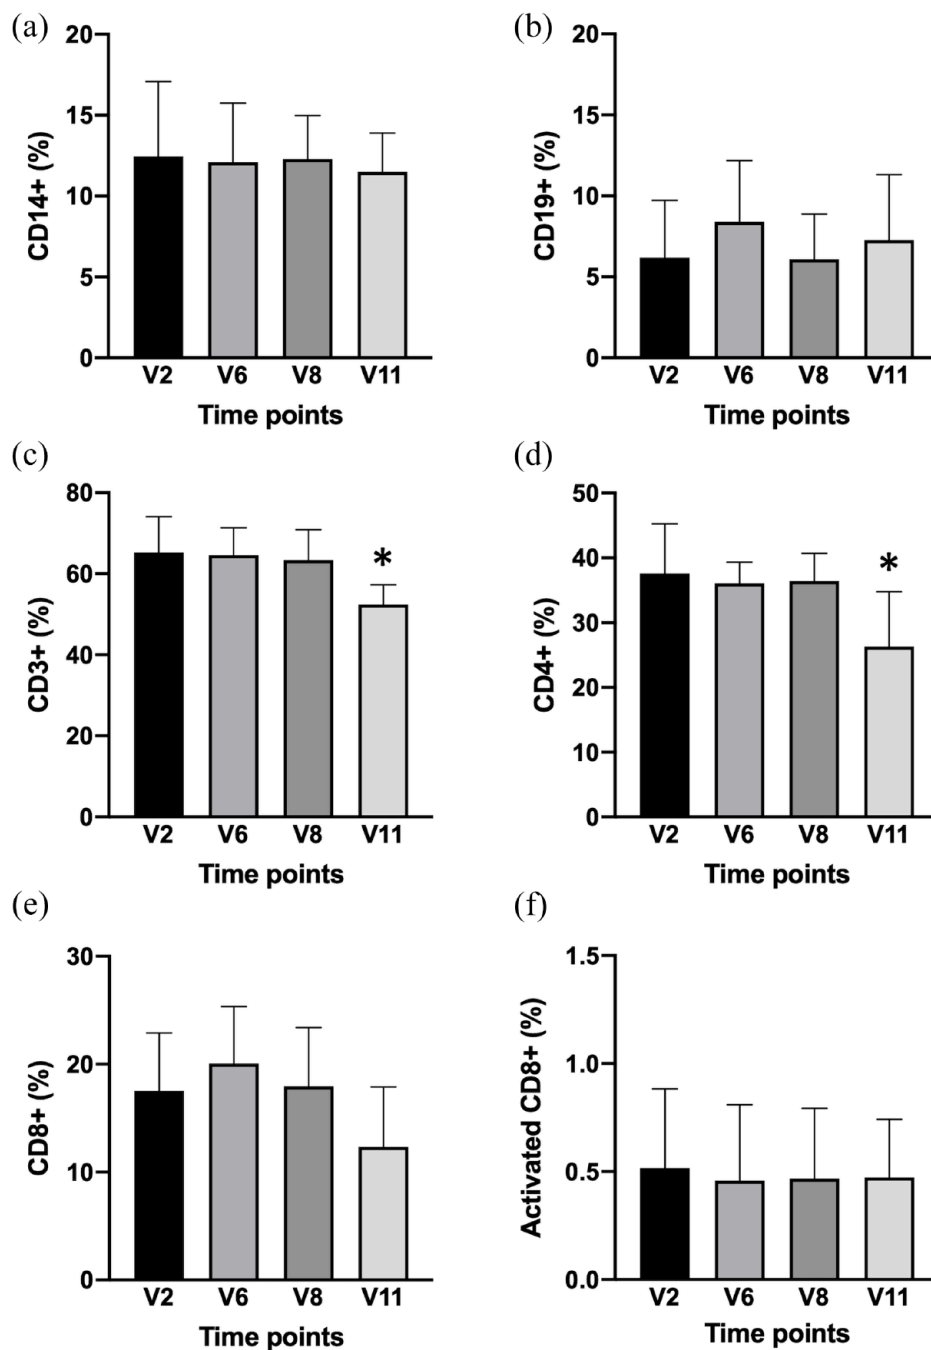 (a)
20
15
10
5
0
CD14+ (%)
V2 V6 V8 V11
Time points
(b)
20
15
10
5
0
CD19+ (%)
V2 V6 V8 V11
Time points
(c)
80
60
40
20
0
CD3+ (%)
*
V2 V6 V8 V11
Time points
(d)
50
40
30
20
10
0
CD4+ (%)
*
V2 V6 V8 V11
Time points
(e)
30
20
10
0
CD8+ (%)
V2 V6 V8 V11
Time points
(f)
1.5
1.0
0.5
0.0
Activated CD8+ (%)
V2 V6 V8 V11
Time points